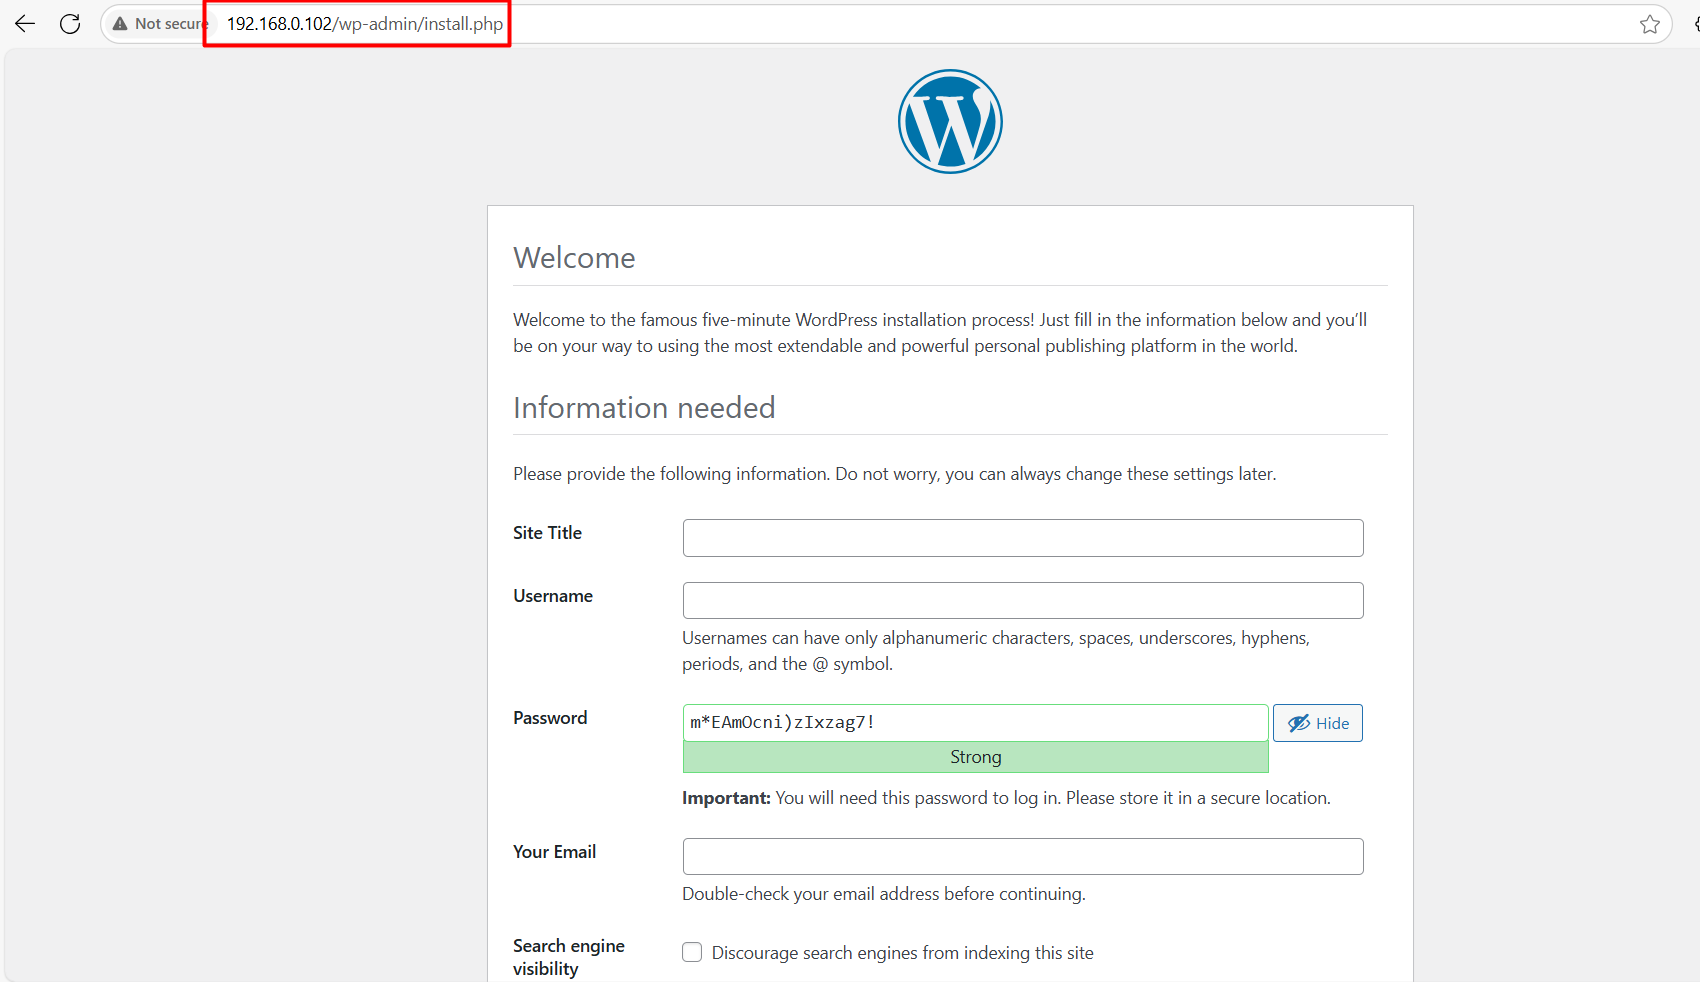 Not secure 192.168.0.102/wp-admin/install.php
Welcome
Welcome to the famous five-minute WordPress installation process! Just fill in the information below and you’ll
be on your way to using the most extendable and powerful personal publishing platform in the world.
Information needed
Please provide the following information. Do not worry, you can always change these settings later.
Site Title
Username
Usernames can have only alphanumeric characters, spaces, underscores, hyphens,
periods, and the @ symbol.
Password m*EAmOcni)zIxzag7! Hide
Strong
Important: You will need this password to log in. Please store it in a secure location.
Your Email
Double-check your email address before continuing.
Search engine
visibility
Discourage search engines from indexing this site